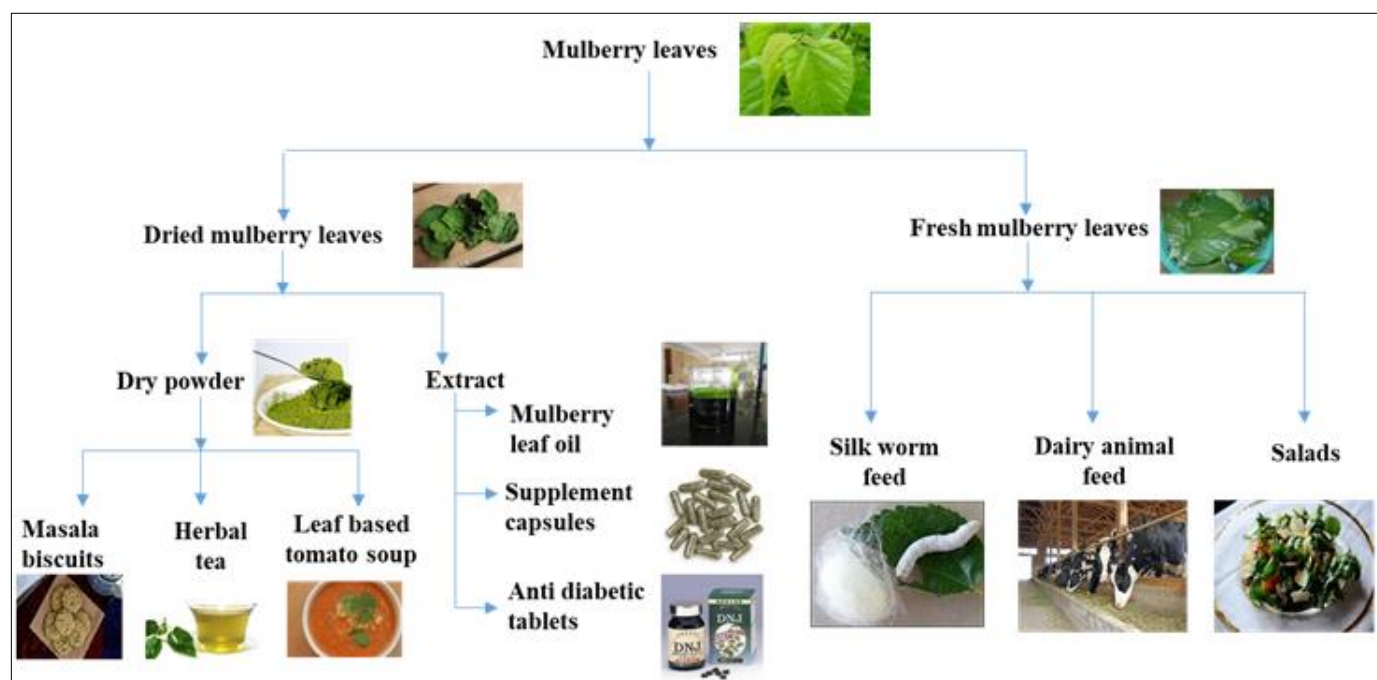 Mulberry leaves
Dried mulberry leaves
Fresh mulberry leaves
Dry powder
Extract
Mulberry
leaf oil
Supplement
capsules
Anti diabetic
tablets
Masala
biscuits
Herbal
tea
Leaf based
tomato soup
Silk worm
feed
Dairy animal
feed
Salads
DNJ
DNJ